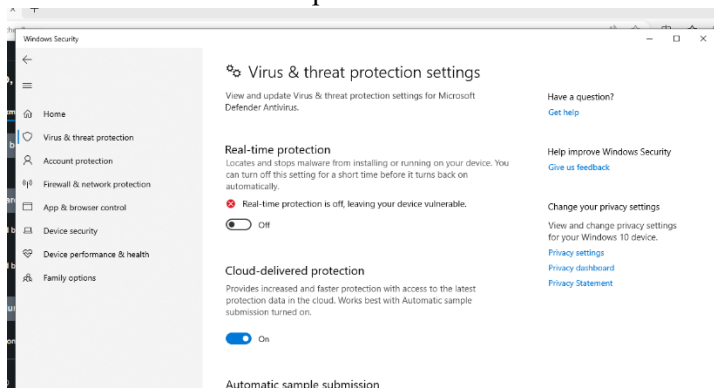 Windows Security
Home
Virus & threat protection
Account protection
Firewall & network protection
App & browser control
Device security
Device performance & health
Family options
Virus & threat protection settings
View and update Virus & threat protection settings for Microsoft
Defender Antivirus.
Real-time protection
Locates and stops malware from installing or running on your device. You
can turn off this setting for a short time before it turns back on
automatically.
Real-time protection is off, leaving your device vulnerable.
Off
Cloud-delivered protection
Provides increased and faster protection with access to the latest
protection data in the cloud. Works best with Automatic sample
submission turned on.
On
Automatic sample submission
Have a question?
Get help
Help improve Windows Security
Give us feedback
Change your privacy settings
View and change privacy settings
for your Windows 10 device.
Privacy settings
Privacy dashboard
Privacy Statement